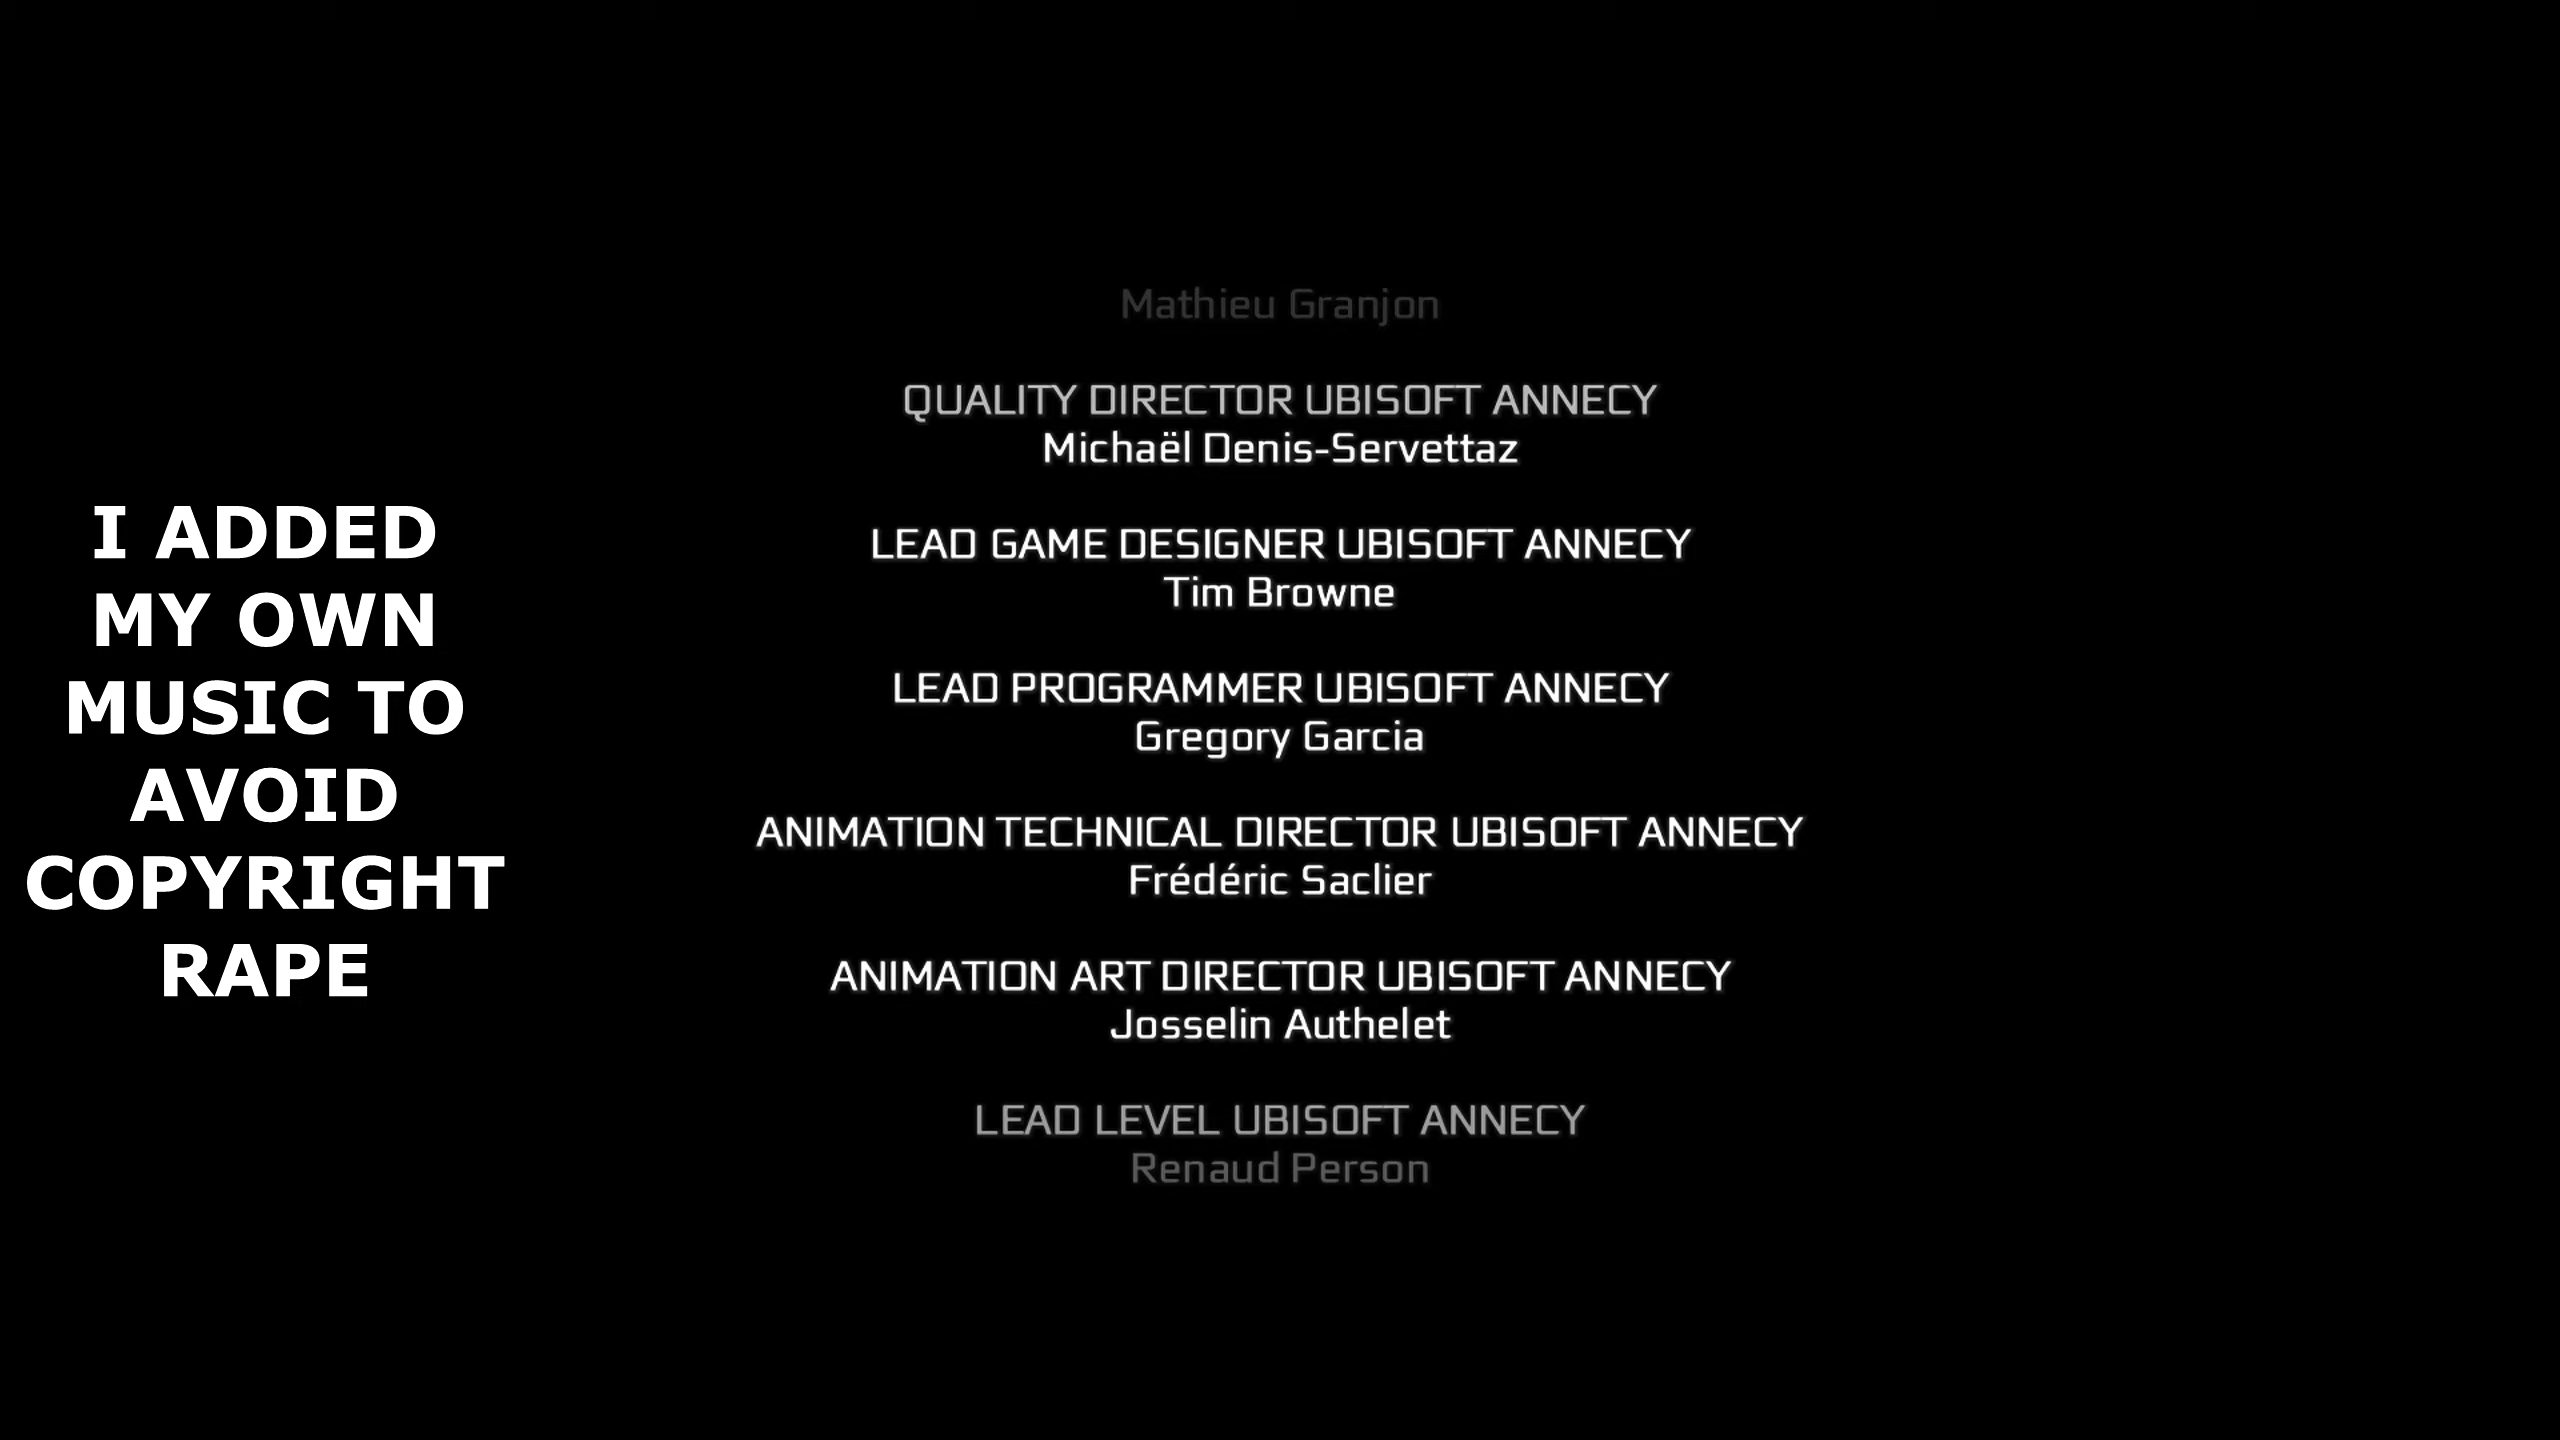 I ADDED
MY OWN
MUSIC TO
AVOID
COPYRIGHT
RAPE
Mathieu Granjon
QUALITY DIRECTOR UBISOFT ANNECY
Michaël Denis-Servettaz
LEAD GAME DESIGNER UBISOFT ANNECY
Tim Browne
LEAD PROGRAMMER UBISOFT ANNECY
Gregory Garcia
ANIMATION TECHNICAL DIRECTOR UBISOFT ANNECY
Frédéric Saclier
ANIMATION ART DIRECTOR UBISOFT ANNECY
Josselin Authelet
LEAD LEVEL UBISOFT ANNECY
Renaud Person